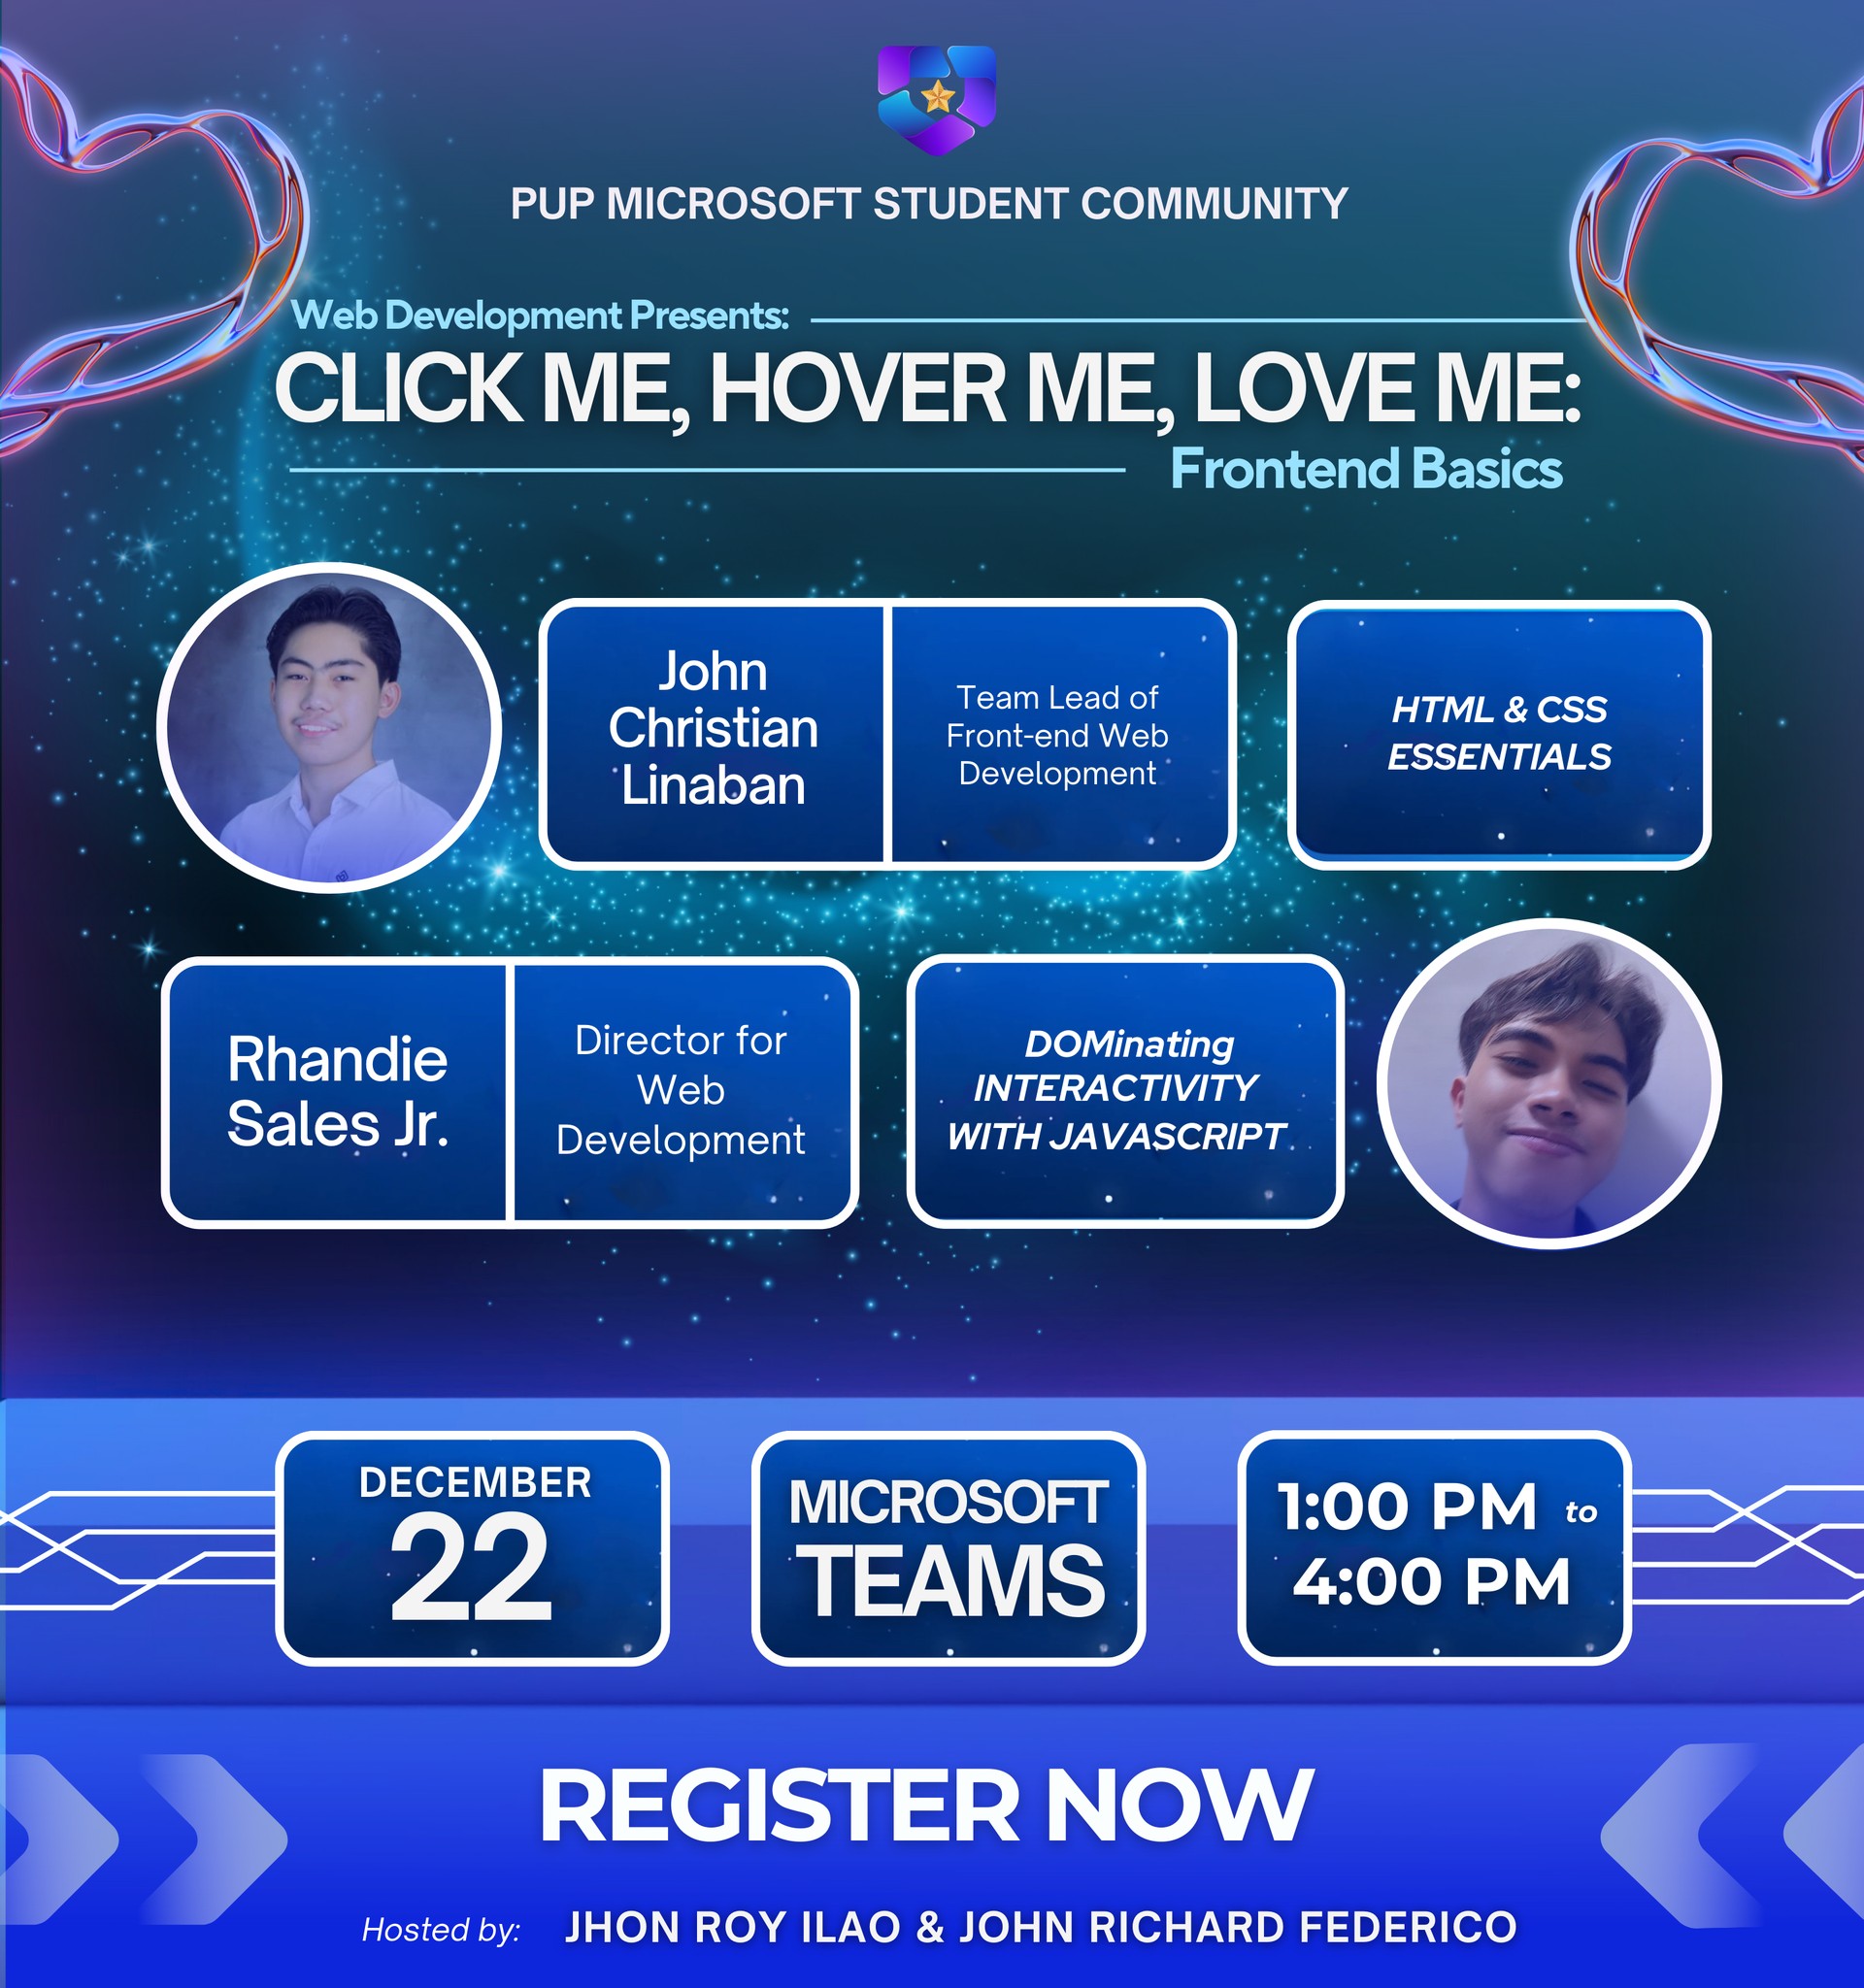 PUP MICROSOFT STUDENT COMMUNITY
Web Development Presents:
CLICK ME, HOVER ME, LOVE ME:
Frontend Basics
John
Christian
Linaban
Team Lead of
Front-end Web
Development
HTML & CSS
ESSENTIALS
Rhandie
Sales Jr.
Director for
Web
Development
DOMinating
INTERACTIVITY
WITH JAVASCRIPT
DECEMBER
22
MICROSOFT
TEAMS
1:00 PM to
4:00 PM
REGISTER NOW
Hosted by: JHON ROY ILAO & JOHN RICHARD FEDERICO